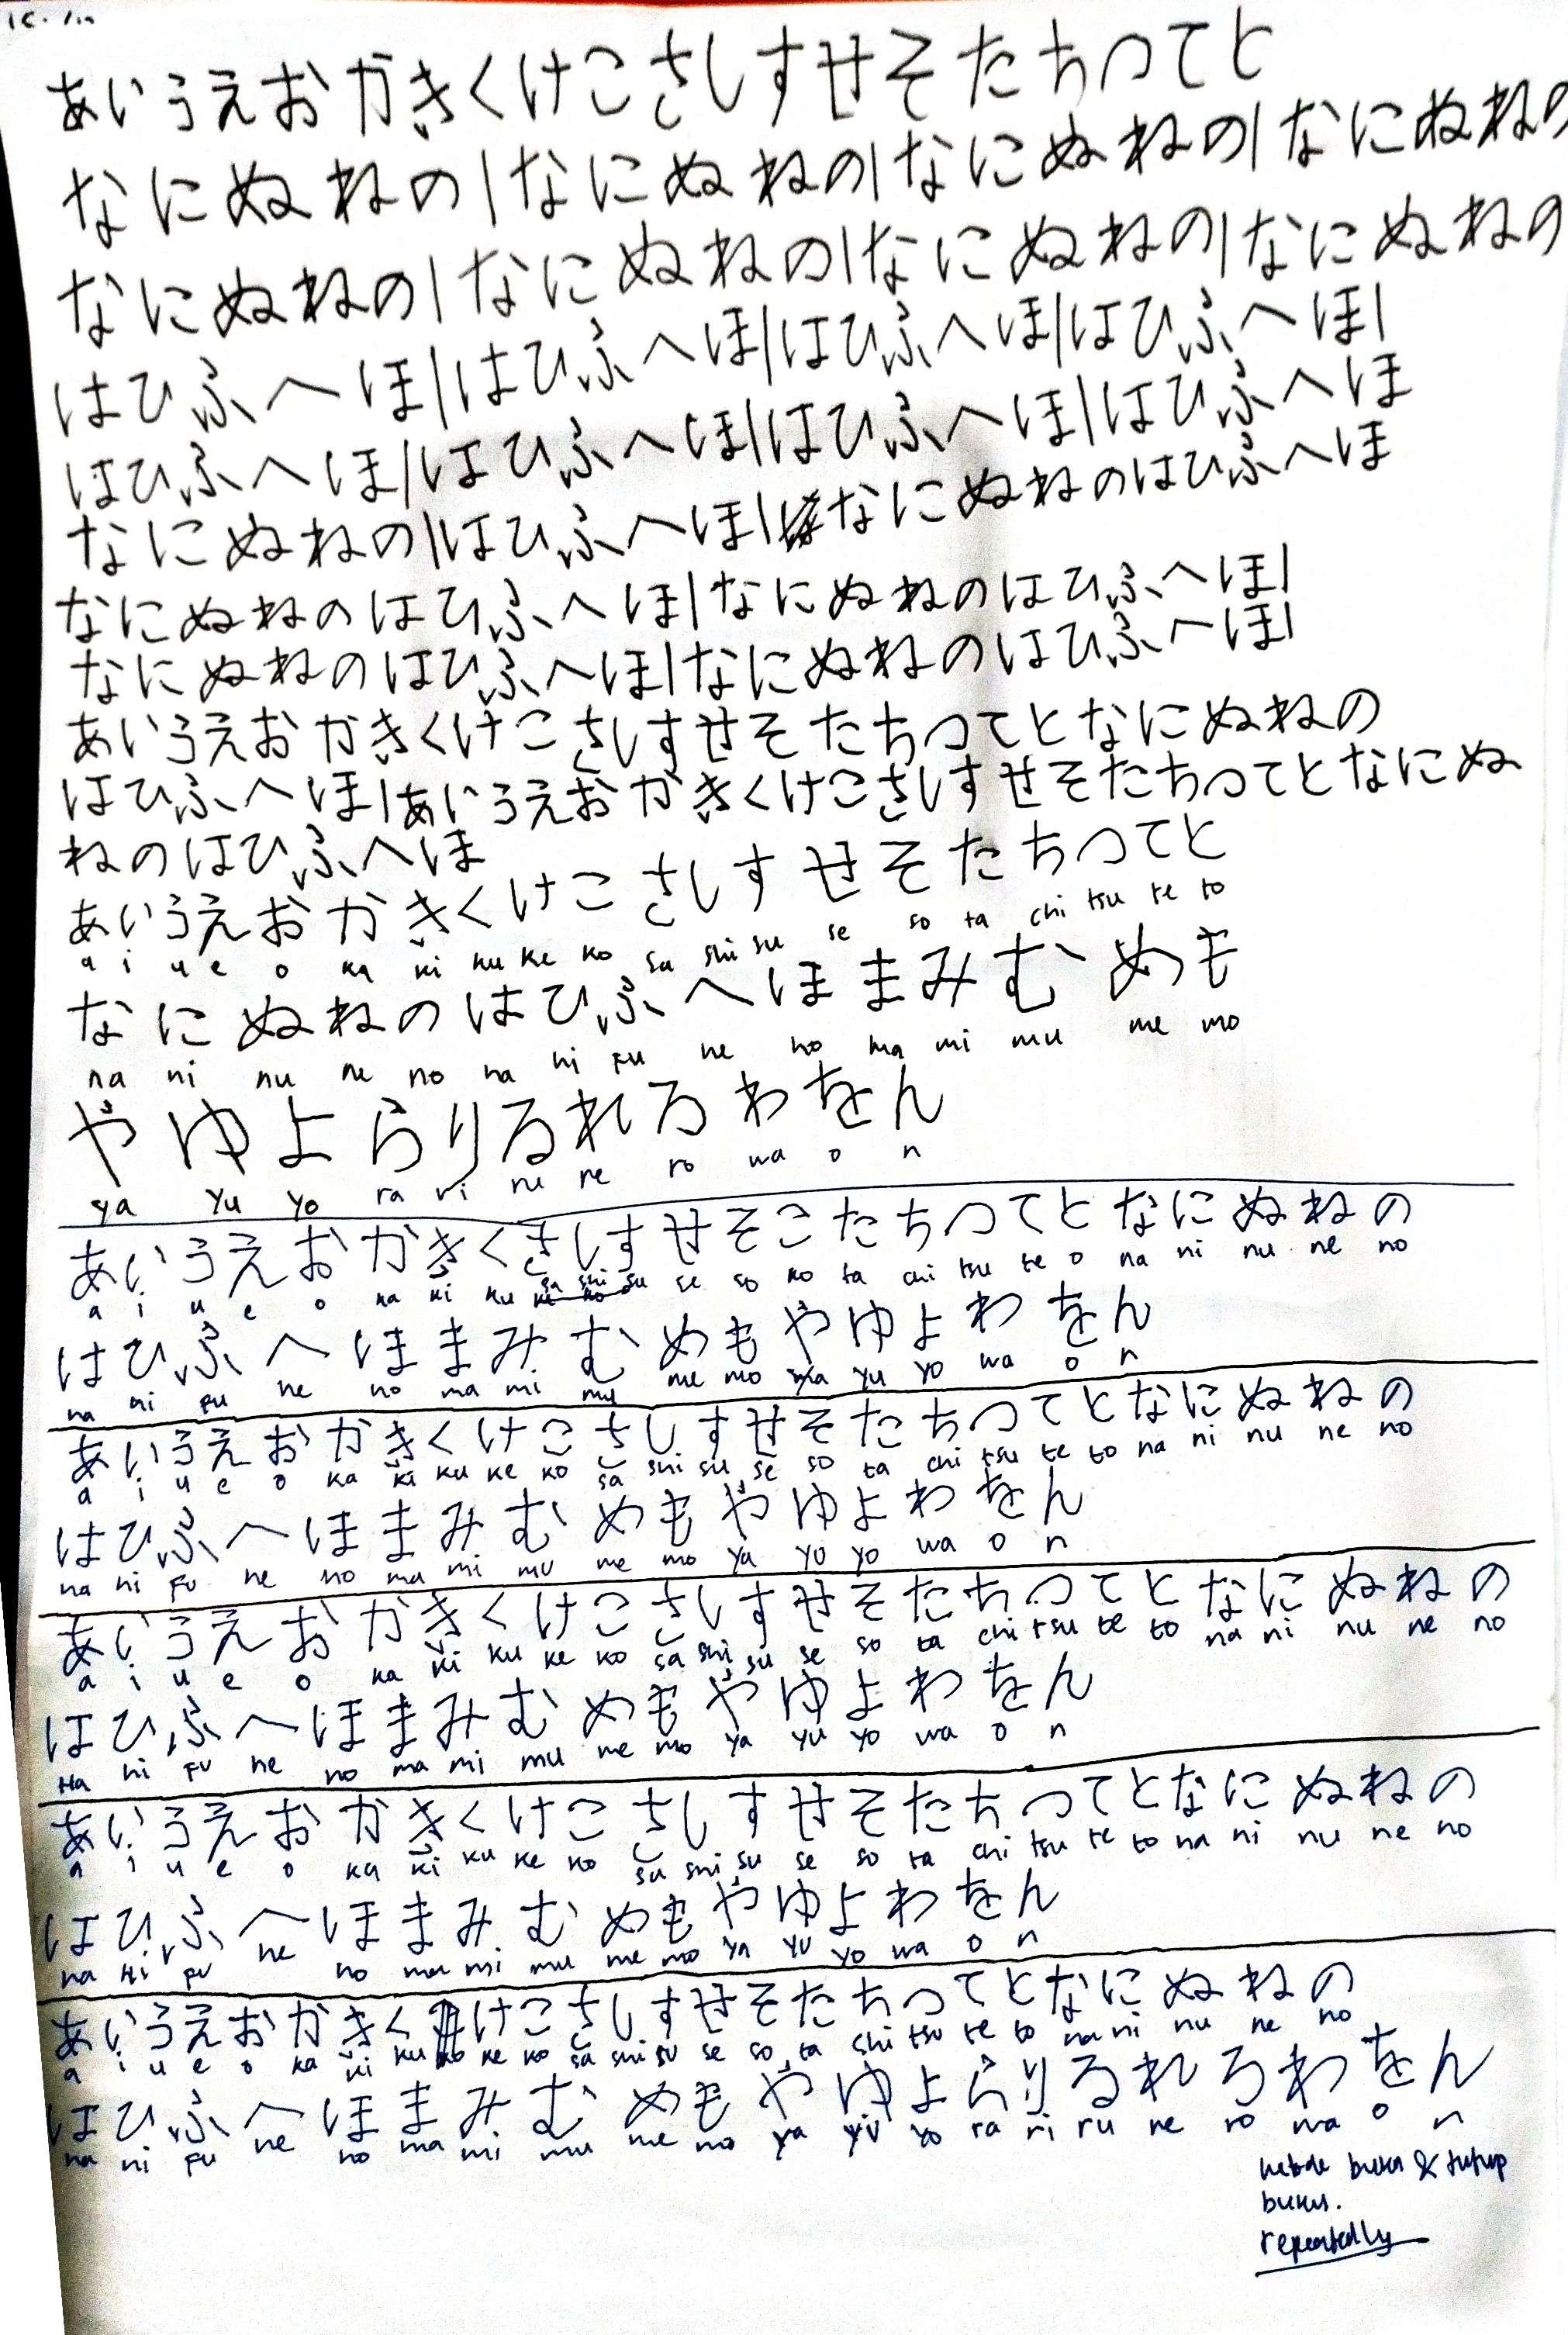 あいうえおかきくけこさしすせそたちつてと
なにぬねの|なにぬねの|なにぬねの|なにぬねの
なにぬねの|なにぬねの|なにぬねの|なにぬねの
はひふへほ|はひふへほ|はひふへほ|はひふへほ|
はひふへほ|はひふへほ|はひふへほ|はひふへほ
なにぬねの|はひふへほ|なにぬねのはひふへほ
なにぬねのはひふへほ|なにぬねのはひふへほ|
なにぬねのはひふへほ|なにぬねのはひふへほ|
あいうえおかきくけこさしすせそたちつてとなにぬねの
はひふへほ|あいうえおかきくけこさしすせそたちつてとなにぬ
ねのはひふへほ
あいうえおかきくけこさしすせそたちつてと
a i u e o ka ki ku ke ko sa shi su se so ta chi tsu te to
なにぬねのはひふへほまみむめも
na ni nu ne no ha hi fu he ho ma mi mu me mo
やゆよらりるれろわをん
ya yu yo ra ri ru re ro wa o n
あいうえおかきくさしすせそこたちつてとなにぬねの
a i u e o ka ki ku sa shi su se so ko ta chi tsu te o na ni nu ne no
はひふへほまみむめもやゆよわをん
ha hi fu he ho ma mi mu me mo ya yu yo wa o n
あいうえおかきくけこさしすせそたちつてとなにぬねの
a i u e o ka ki ku ke ko sa shi su se so ta chi tsu te to na ni nu ne no
はひふへほまみむめもやゆよわをん
ha hi fu he ho ma mi mu me mo ya yu yo wa o n
あいうえおかきくけこさしすせそたちつてとなにぬねの
a i u e o ka ki ku ke ko sa shi su se so ta chi tsu te to na ni nu ne no
はひふへほまみむめもやゆよわをん
Ha hi fu he ho ma mi mu me mo ya yu yo wa o n
あいうえおかきくけこさしすせそたちつてとなにぬねの
a i u e o ka ki ku ke ko sa shi su se so ta chi tsu te to na ni nu ne no
はひふへほまみむめもやゆよわをん
ha Hi fu he ho ma mi mu me mo ya yu yo wa o n
あいうえおかきくけこさしすせそたちつてとなにぬねの
a i u e o ka ki ku ke ko sa shi su se so ta chi tsu te to na ni nu ne no
はひふへほまみむめもやゆよらりるれろわをん
ha hi fu he ho ma mi mu me mo ya yu yo ra ri ru re ro wa o n
buka & tutup
buku.
repeatedly